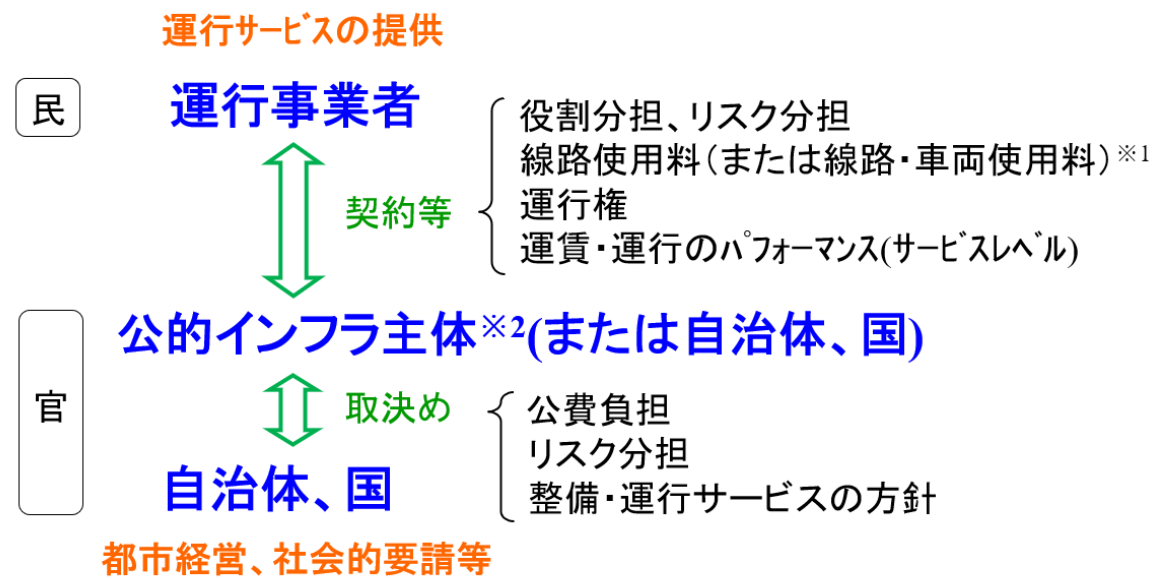 運行サービスの提供
民
運行事業者
役割分担、リスク分担
線路使用料(または線路・車両使用料)※1
契約等
運行権
運賃・運行のパフォーマンス(サービスレベル)
公的インフラ主体※2(または自治体、国)
官
取決め
公費負担
リスク分担
自治体、国
整備・運行サービスの方針
都市経営、社会的要請等